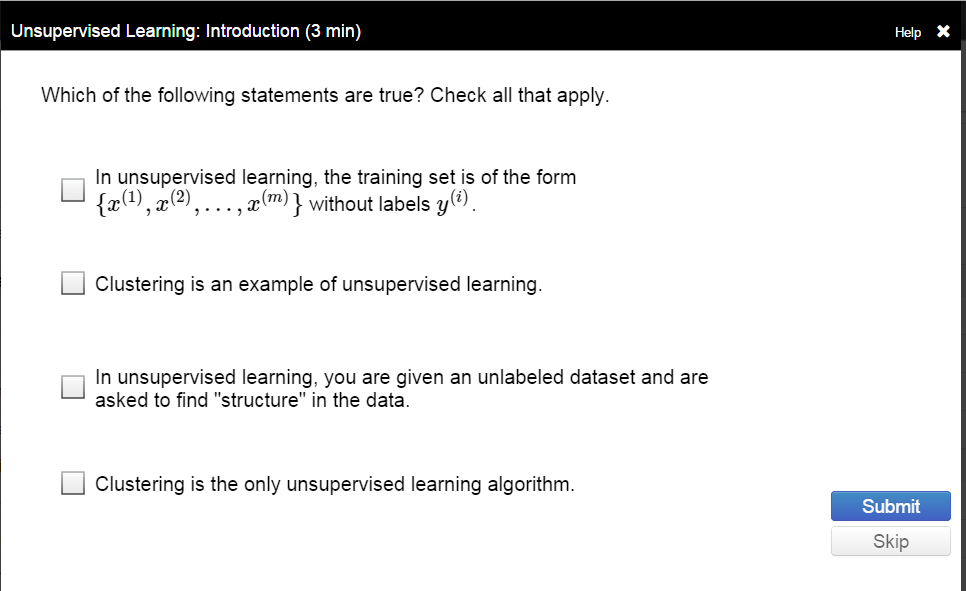 Unsupervised Learning: Introduction (3 min)
Help ✖
Which of the following statements are true? Check all that apply.
In unsupervised learning, the training set is of the form
{x⁽¹⁾, x⁽²⁾, . . . , x⁽ᵐ⁾} without labels y⁽ⁱ⁾.
Clustering is an example of unsupervised learning.
In unsupervised learning, you are given an unlabeled dataset and are
asked to find "structure" in the data.
Clustering is the only unsupervised learning algorithm.
Submit
Skip